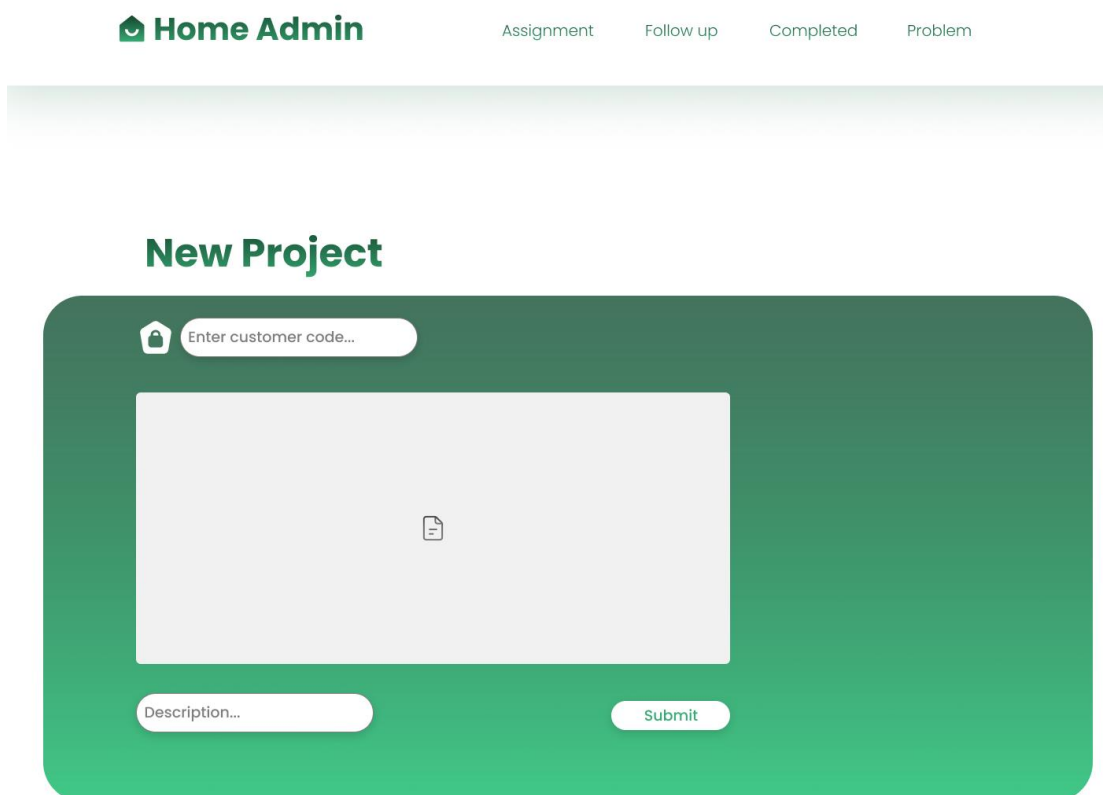 Home Admin
Assignment
Follow up
Completed
Problem
New Project
Enter customer code...
Description...
Submit